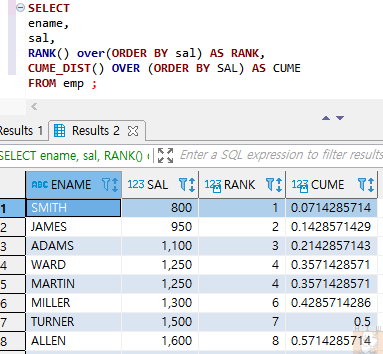 SELECT
ename,
sal,
RANK() over(ORDER BY sal) AS RANK,
CUME_DIST() OVER (ORDER BY SAL) AS CUME
FROM emp ;
Results 1 Results 2
SELECT ename, sal, RANK() Enter a SQL expression to filter results
ABC ENAME 123 SAL 123 RANK 123 CUME
1 SMITH 800 1 0.0714285714
2 JAMES 950 2 0.1428571429
3 ADAMS 1,100 3 0.2142857143
4 WARD 1,250 4 0.3571428571
5 MARTIN 1,250 4 0.3571428571
6 MILLER 1,300 6 0.4285714286
7 TURNER 1,500 7 0.5
8 ALLEN 1,600 8 0.5714285714